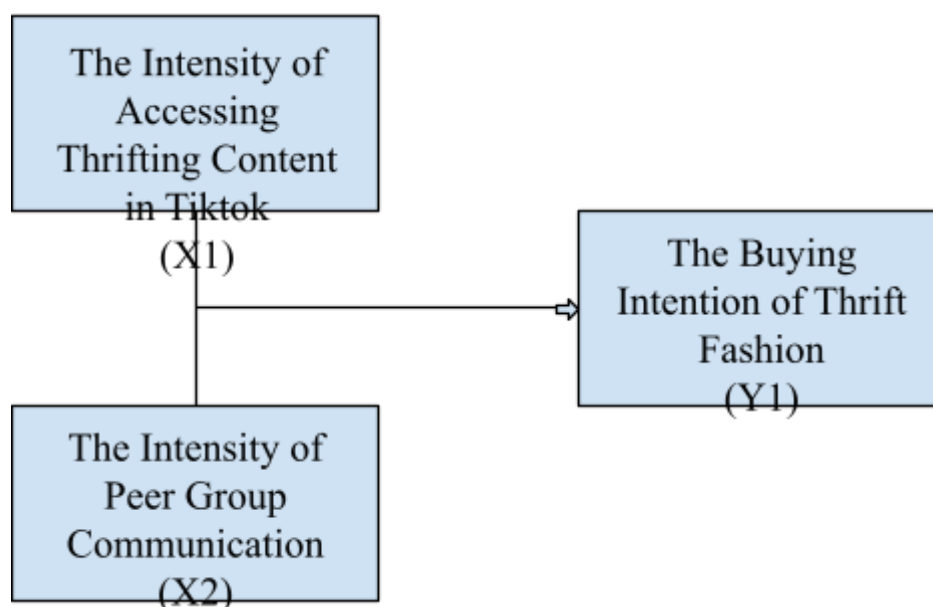 The Intensity of
Accessing
Thrifting Content
in Tiktok
(X1)
The Buying
Intention of Thrift
Fashion
(Y1)
The Intensity of
Peer Group
Communication
(X2)